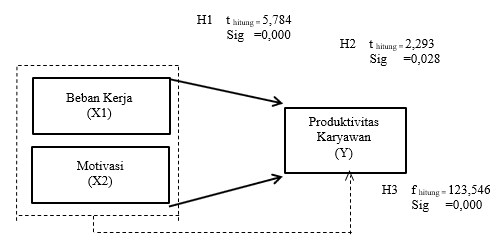 H1 t hitung = 5,784
Sig =0,000
H2 t hitung = 2,293
Sig =0,028
Beban Kerja
(X1)
Produktivitas
Karyawan
(Y)
Motivasi
(X2)
H3 f hitung = 123,546
Sig =0,000